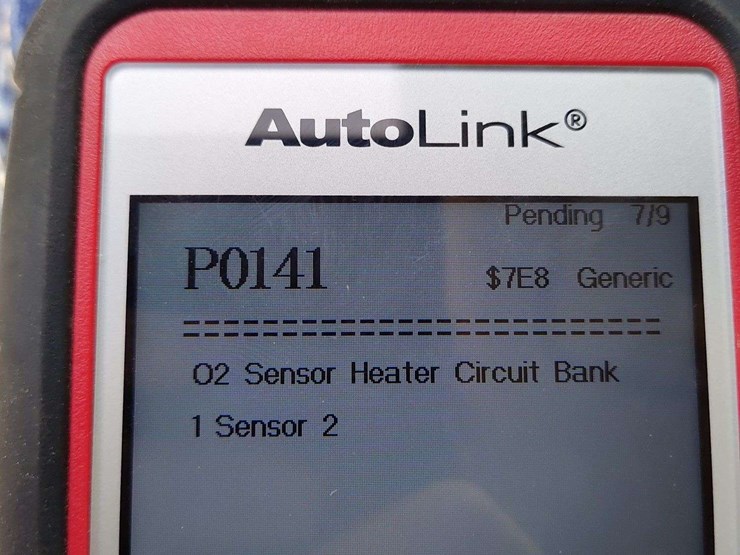 AutoLink®
Pending 7/9
P0141 $7E8 Generic
==============================
O2 Sensor Heater Circuit Bank
1 Sensor 2